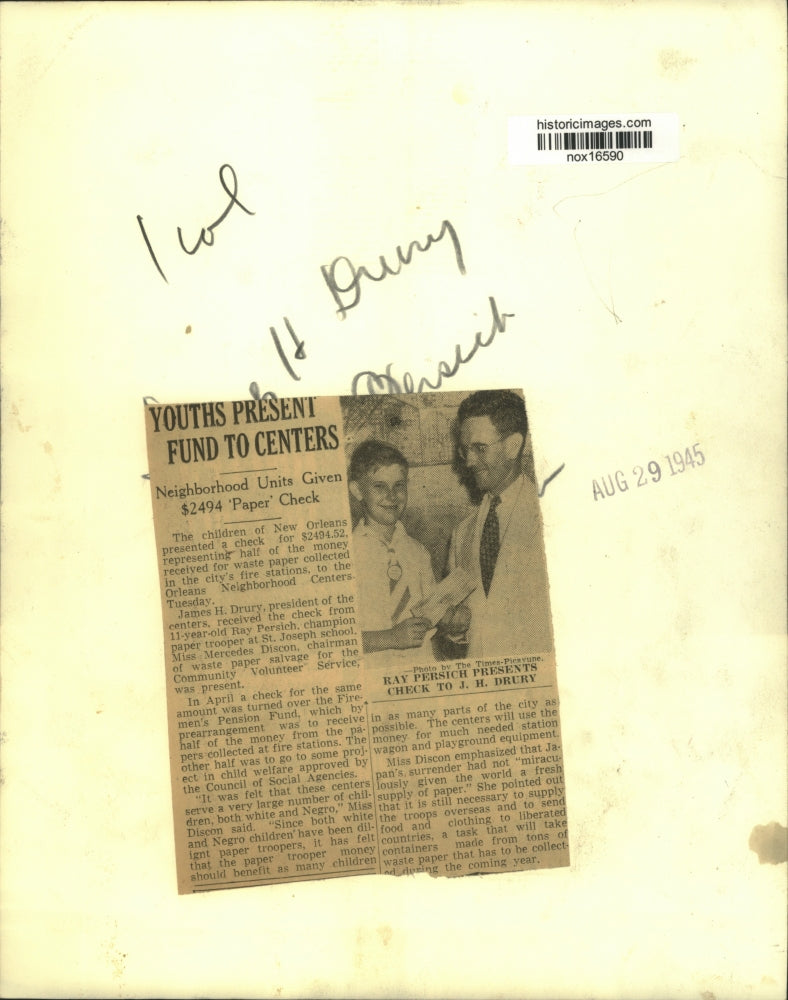 historicimages.com
nox16590
1 col
H Drury
Persich
AUG 29 1945
YOUTHS PRESENT
FUND TO CENTERS
Neighborhood Units Given
$2494 'Paper' Check
The children of New Orleans
presented a check for $2494.52,
representing half of the money
received for waste paper collected
in the city's fire stations, to the
Orleans Neighborhood Centers.
Tuesday.
James H. Drury, president of the
centers, received the check from
11-year-old Ray Persich, champion
paper trooper at St. Joseph school.
Miss Mercedes Discon, chairman
of waste paper salvage for the
Community Volunteer Service,
was present.
In April a check for the same
amount was turned over the Fire-
men's Pension Fund, which by
prearrangement was to receive
half of the money from the pa-
pers collected at fire stations. The
other half was to go to some proj-
ect in child welfare approved by
the Council of Social Agencies.
"It was felt that these centers
serve a very large number of chil-
dren, both white and Negro," Miss
Discon said. "Since both white
and Negro children have been dil-
ignt paper troopers, it has felt
that the paper trooper money
should benefit as many children
—Photo by The Times-Picayune.
RAY PERSICH PRESENTS
CHECK TO J. H. DRURY
in as many parts of the city as
possible. The centers will use the
money for much needed station
wagon and playground equipment.
Miss Discon emphasized that Ja-
pan's surrender had not "miracu-
lously given the world a fresh
supply of paper." She pointed out
that it is still necessary to supply
the troops overseas and to send
food and clothing to liberated
countries, a task that will take
containers made from tons of
waste paper that has to be collect-
ed during the coming year.